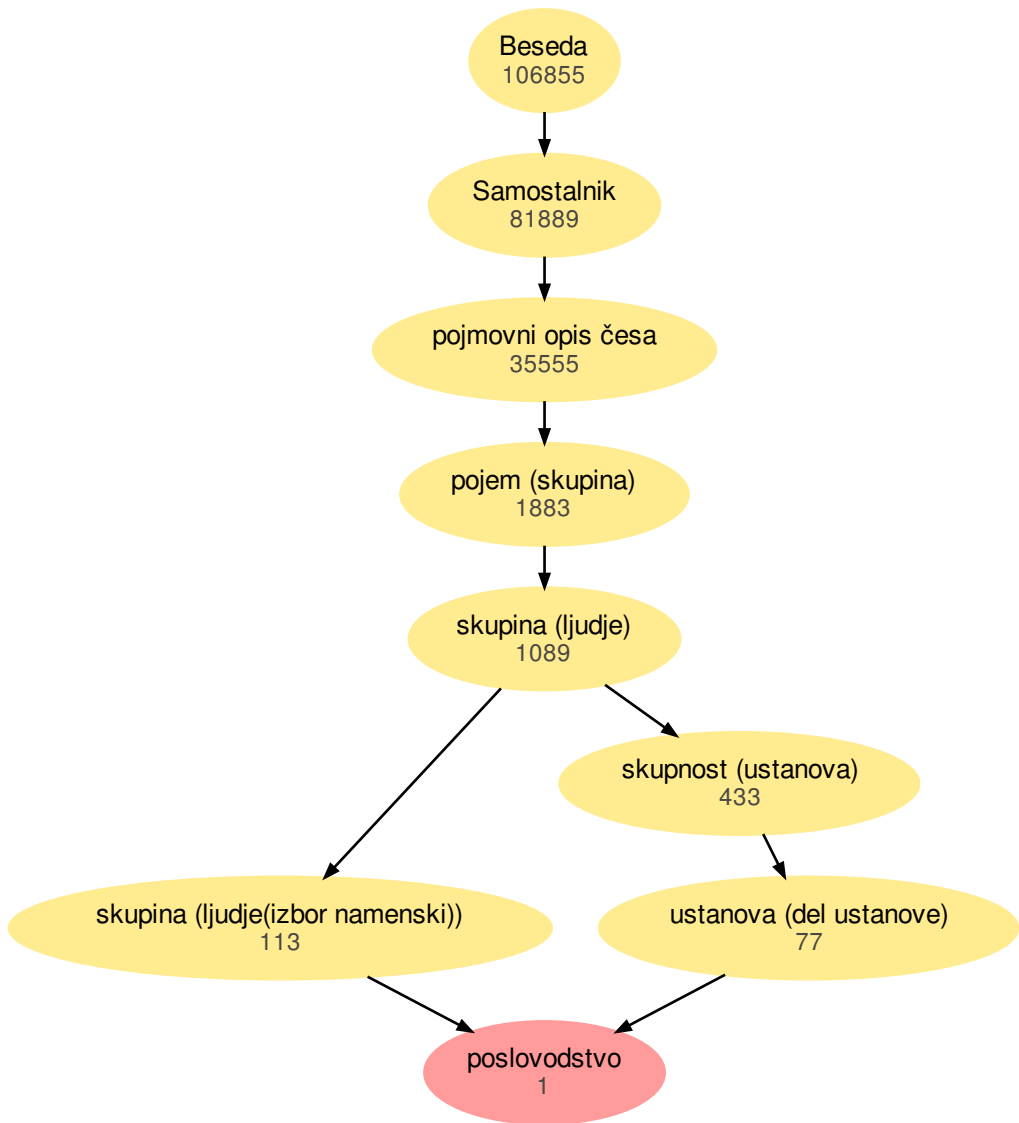 Beseda
106855
Samostalnik
81889
pojmovni opis česa
35555
pojem (skupina)
1883
skupina (ljudje)
1089
skupnost (ustanova)
433
skupina (ljudje(izbor namenski))
113
ustanova (del ustanove)
77
poslovodstvo
1